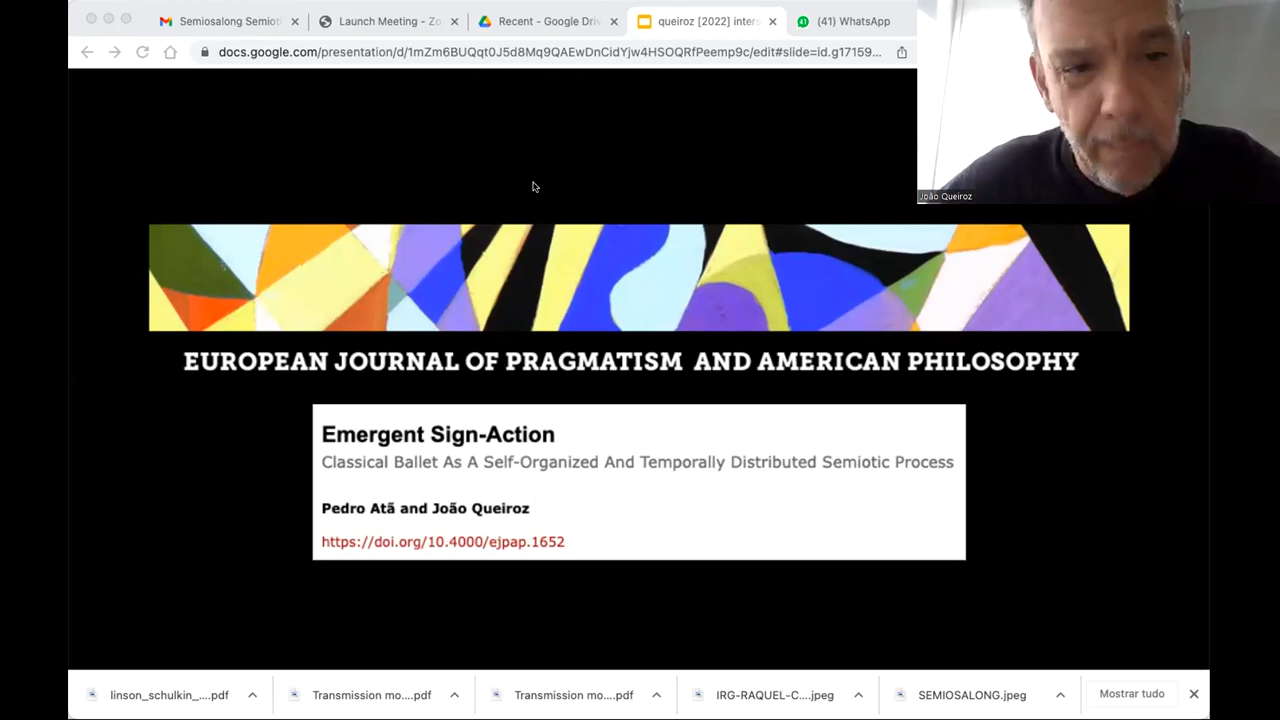 Semiosalong Semioti
Launch Meeting - Zo
Recent - Google Driv
queiroz [2022] inters
(41) WhatsApp
docs.google.com/presentation/d/1mZm6BUQqt0J5d8Mq9QAEwDnCidYjw4HSOQRfPeemp9c/edit#slide=id.g17159...
João Queiroz
EUROPEAN JOURNAL OF PRAGMATISM AND AMERICAN PHILOSOPHY
Emergent Sign-Action
Classical Ballet As A Self-Organized And Temporally Distributed Semiotic Process
Pedro Atã and João Queiroz
https://doi.org/10.4000/ejpap.1652
linson_schulkin_....pdf
Transmission mo....pdf
Transmission mo....pdf
IRG-RAQUEL-C....jpeg
SEMIOSALONG.jpeg
Mostrar tudo